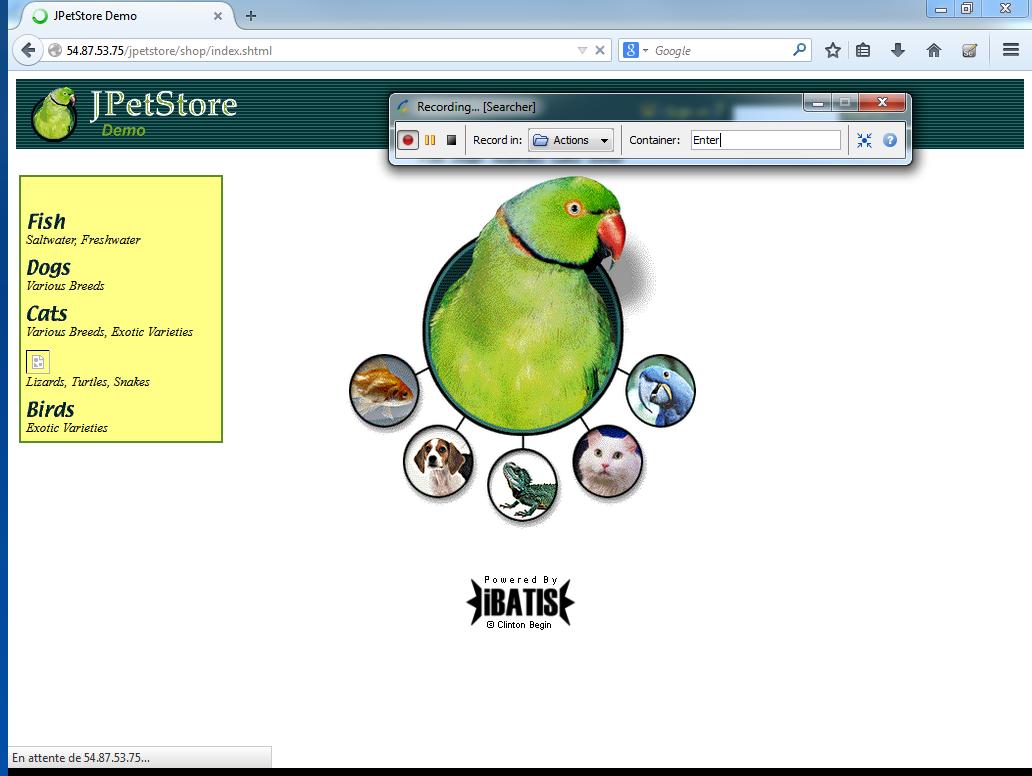 JPetStore Demo
54.87.53.75/jpetstore/shop/index.shtml
Google
JPetStore
Demo
Recording... [Searcher]
Record in: Actions Container: Enter
Fish
Saltwater, Freshwater
Dogs
Various Breeds
Cats
Various Breeds, Exotic Varieties
Lizards, Turtles, Snakes
Birds
Exotic Varieties
Powered By
iBATIS
© Clinton Begin
En attente de 54.87.53.75...